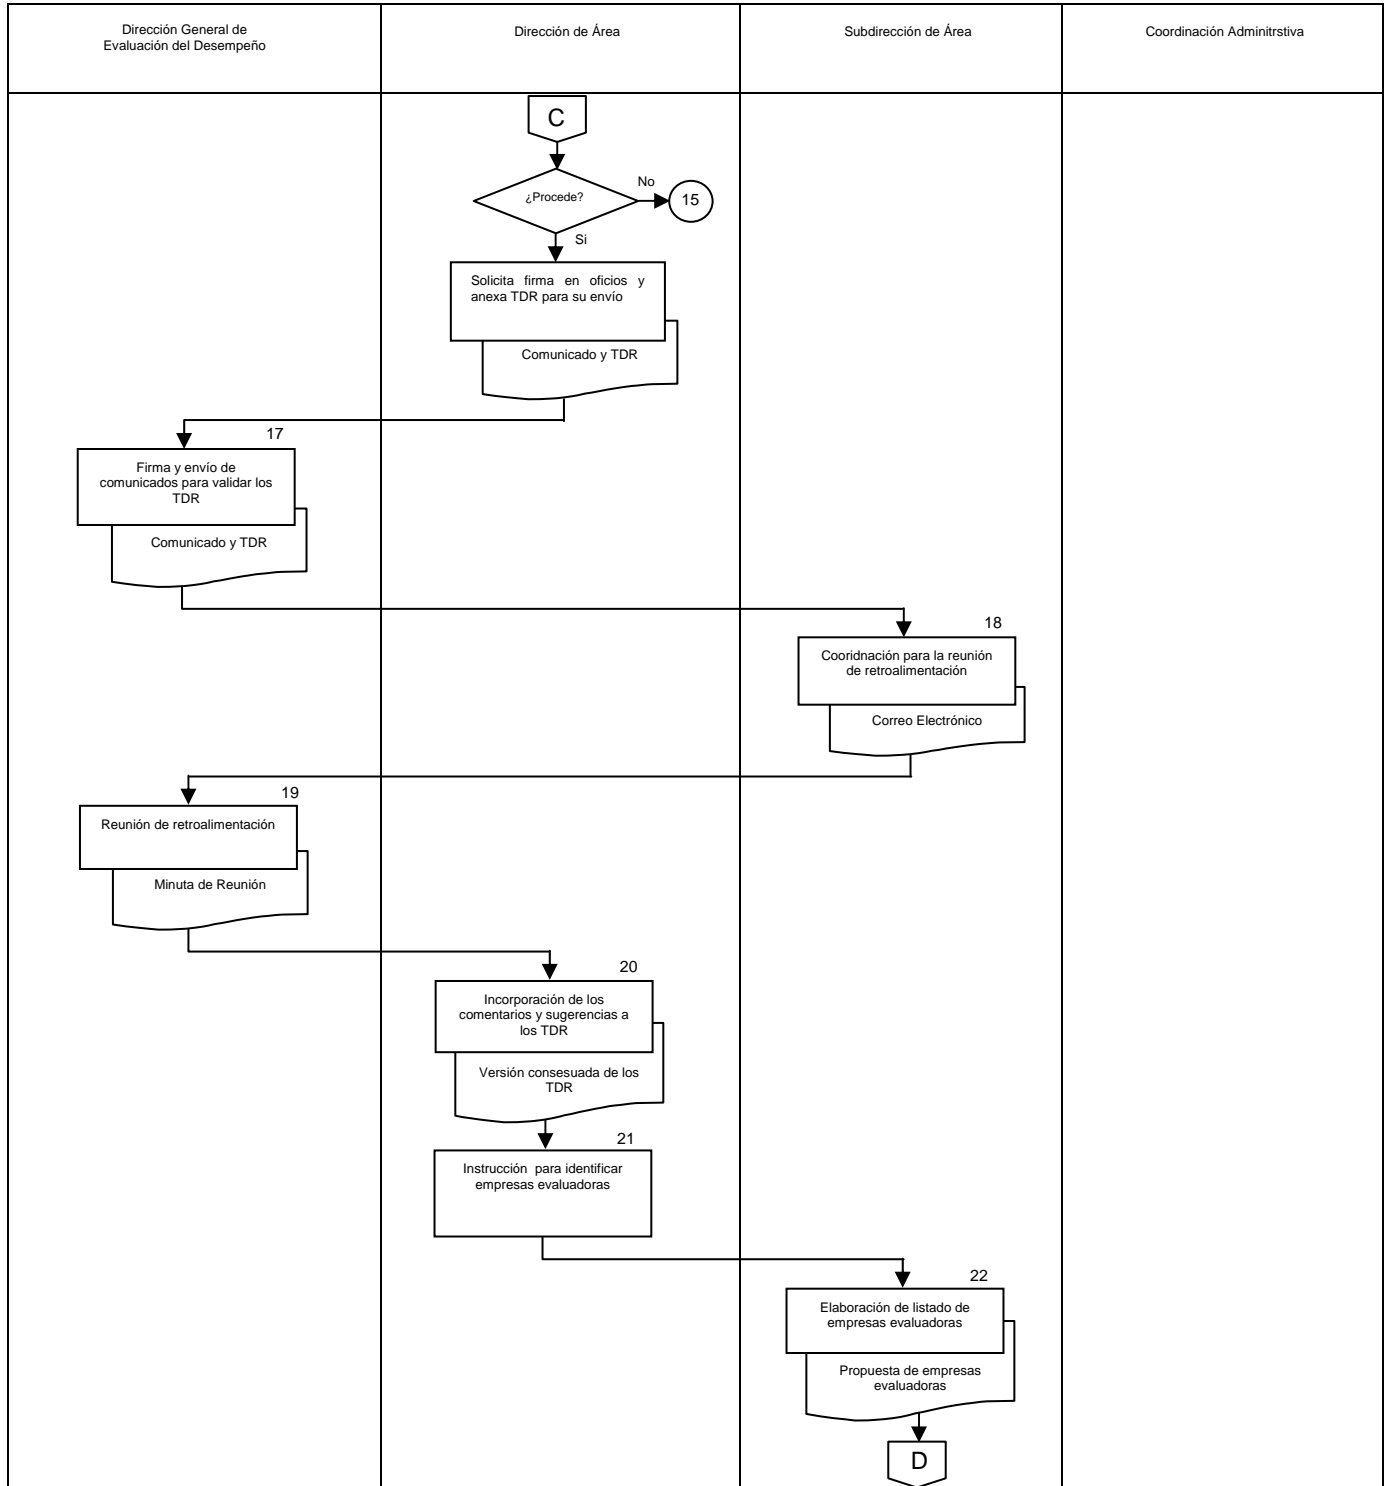 Dirección General de
Evaluación del Desempeño
Dirección de Área
Subdirección de Área
Coordinación Adminitrstiva
C
¿Procede?
No
15
Si
Solicita firma en oficios y
anexa TDR para su envío
Comunicado y TDR
17
Firma y envío de
comunicados para validar los
TDR
Comunicado y TDR
18
Cooridnación para la reunión
de retroalimentación
Correo Electrónico
19
Reunión de retroalimentación
Minuta de Reunión
20
Incorporación de los
comentarios y sugerencias a
los TDR
Versión consesuada de los
TDR
21
Instrucción para identificar
empresas evaluadoras
22
Elaboración de listado de
empresas evaluadoras
Propuesta de empresas
evaluadoras
D